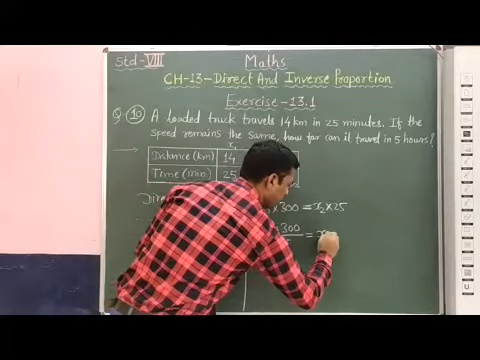 Std-VIII Maths
CH-13-Direct And Inverse Proportion
Exercise-13.1
Q. 10 A loaded truck travels 14 km in 25 minutes. If the
speed remains the same, how far can it travel in 5 hours?
x₁
Distance (km) 14
Time (min) 25
×300 = x₂×25
×300 =